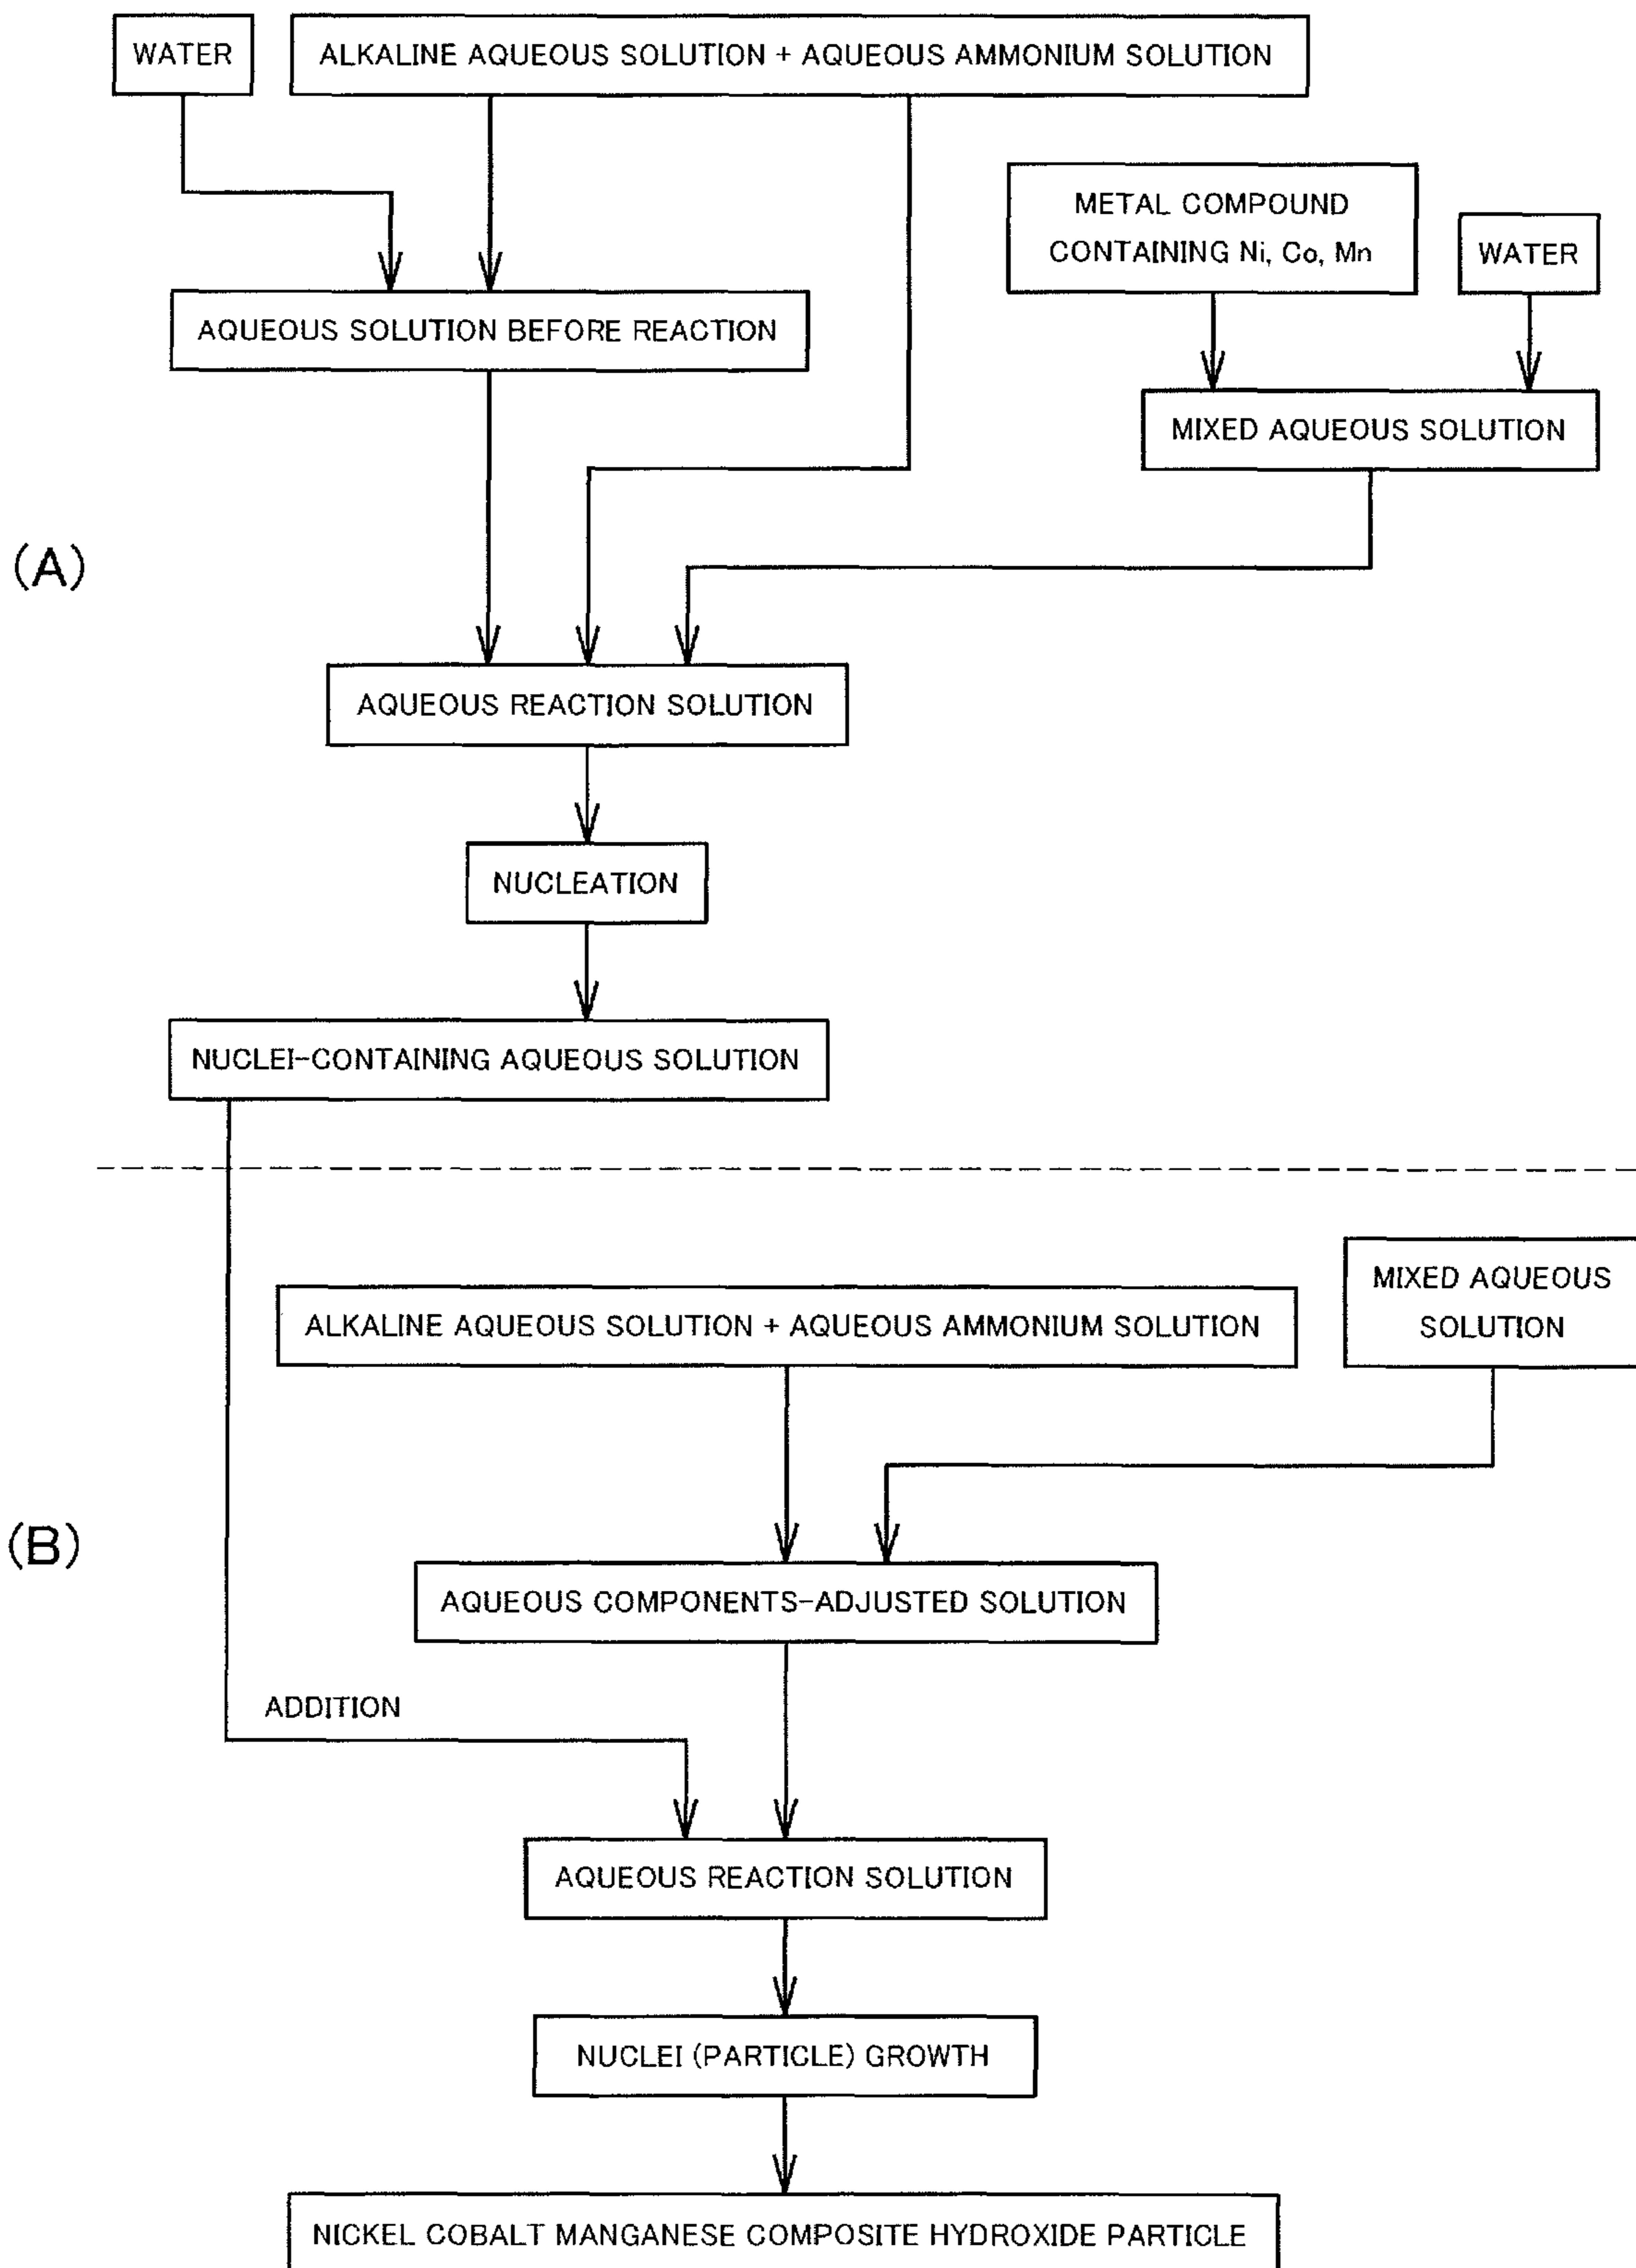 WATER
ALKALINE AQUEOUS SOLUTION + AQUEOUS AMMONIUM SOLUTION
METAL COMPOUND
CONTAINING Ni, Co, Mn
WATER
AQUEOUS SOLUTION BEFORE REACTION
MIXED AQUEOUS SOLUTION
(A)
AQUEOUS REACTION SOLUTION
NUCLEATION
NUCLEI-CONTAINING AQUEOUS SOLUTION
MIXED AQUEOUS
SOLUTION
ALKALINE AQUEOUS SOLUTION + AQUEOUS AMMONIUM SOLUTION
(B)
AQUEOUS COMPONENTS-ADJUSTED SOLUTION
ADDITION
AQUEOUS REACTION SOLUTION
NUCLEI (PARTICLE) GROWTH
NICKEL COBALT MANGANESE COMPOSITE HYDROXIDE PARTICLE